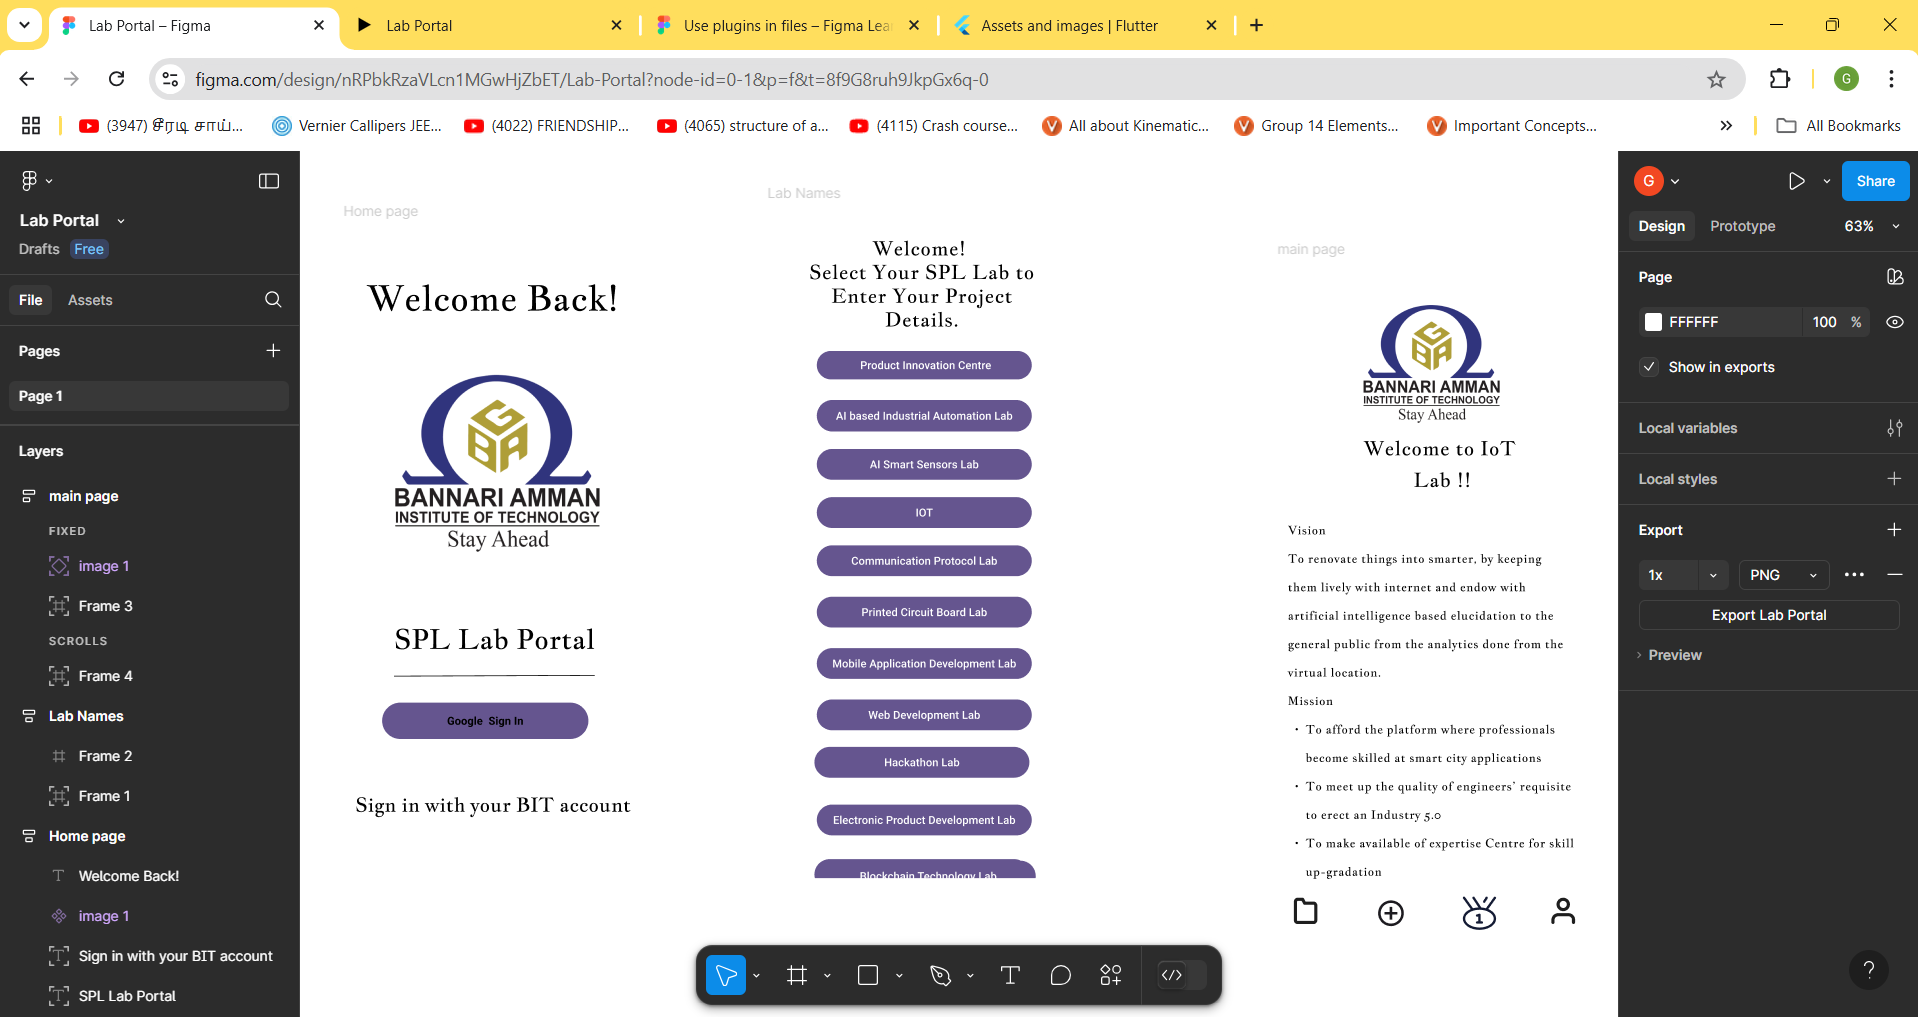 Lab Portal – Figma
Lab Portal
Use plugins in files – Figma Lea
Assets and images | Flutter
figma.com/design/nRPbkRzaVLcn1MGwHjZbET/Lab-Portal?node-id=0-1&p=f&t=8f9G8ruh9JkpGx6q-0
G
(3947) சீரடி சாய்...
Vernier Callipers JEE...
(4022) FRIENDSHIP...
(4065) structure of a...
(4115) Crash course...
All about Kinematic...
Group 14 Elements...
Important Concepts...
All Bookmarks
Lab Portal
Drafts Free
File Assets
Pages
Page 1
Layers
main page
FIXED
image 1
Frame 3
SCROLLS
Frame 4
Lab Names
Frame 2
Frame 1
Home page
Welcome Back!
image 1
Sign in with your BIT account
SPL Lab Portal
Home page
Welcome Back!
GBA
BANNARI AMMAN
INSTITUTE OF TECHNOLOGY
Stay Ahead
SPL Lab Portal
Google Sign In
Sign in with your BIT account
Lab Names
Welcome!
Select Your SPL Lab to
Enter Your Project
Details.
Product Innovation Centre
AI based Industrial Automation Lab
AI Smart Sensors Lab
IOT
Communication Protocol Lab
Printed Circuit Board Lab
Mobile Application Development Lab
Web Development Lab
Hackathon Lab
Electronic Product Development Lab
Blockchain Technology Lab
main page
GBA
BANNARI AMMAN
INSTITUTE OF TECHNOLOGY
Stay Ahead
Welcome to IoT
Lab !!
Vision
To renovate things into smarter, by keeping
them lively with internet and endow with
artificial intelligence based elucidation to the
general public from the analytics done from the
virtual location.
Mission
• To afford the platform where professionals
become skilled at smart city applications
• To meet up the quality of engineers’ requisite
to erect an Industry 5.0
• To make available of expertise Centre for skill
up-gradation
1
G
Share
Design Prototype 63%
Page
FFFFFF 100 %
Show in exports
Local variables
Local styles
Export
1x PNG
Export Lab Portal
Preview
?